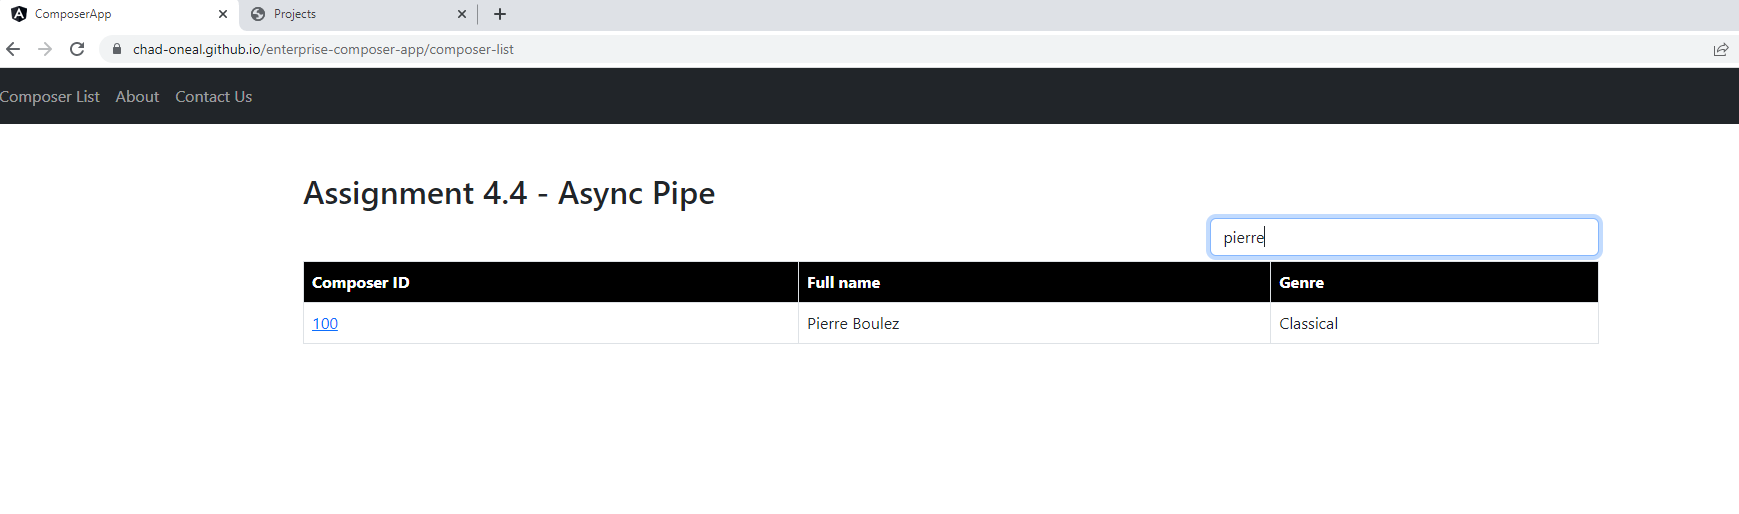 ComposerApp Projects
chad-oneal.github.io/enterprise-composer-app/composer-list
Composer List About Contact Us
Assignment 4.4 - Async Pipe
pierre
Composer ID Full name Genre
100 Pierre Boulez Classical